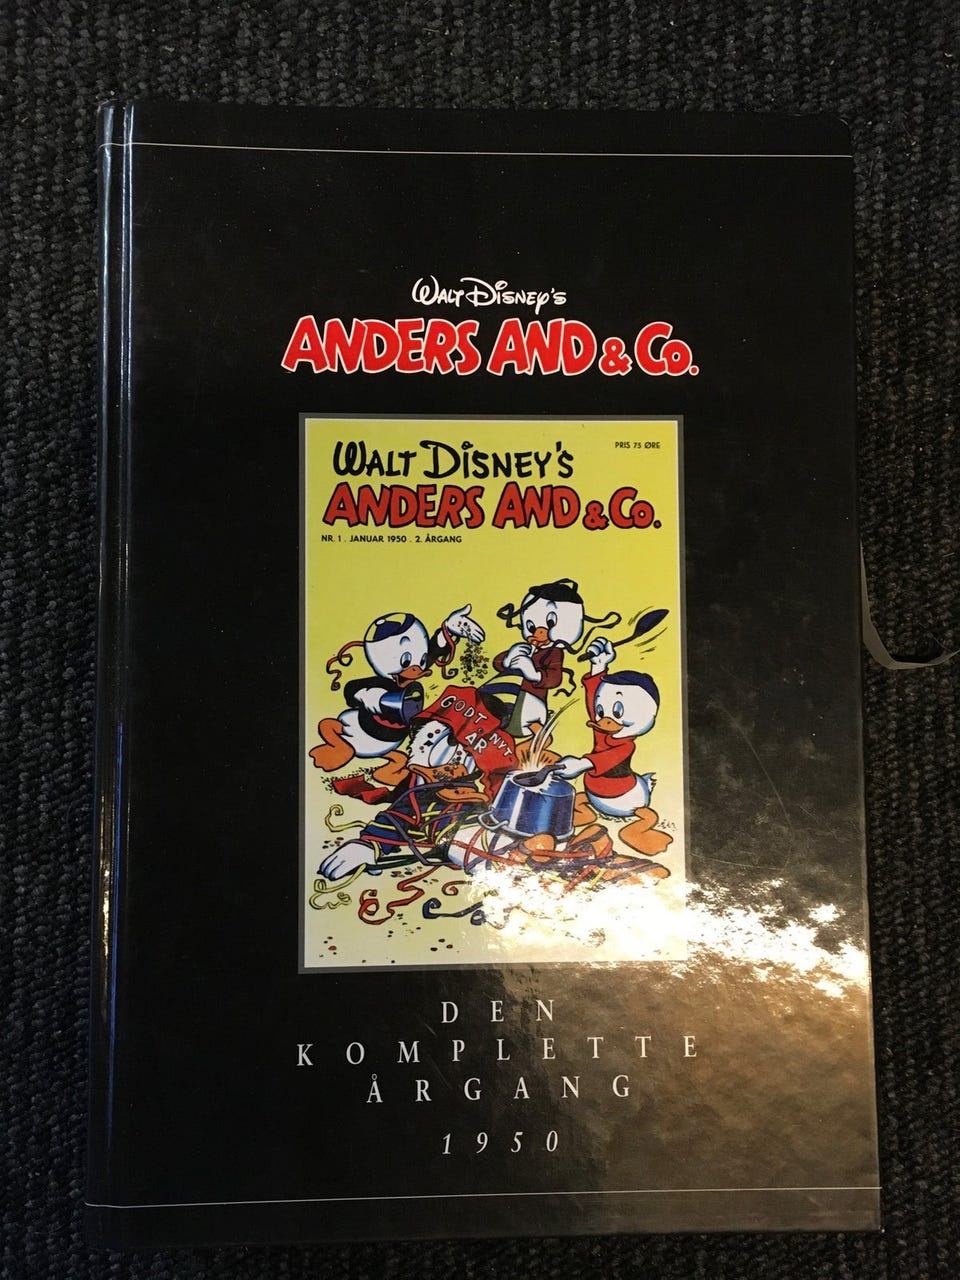 Walt Disney's
ANDERS AND & Co.
WALT DISNEY'S
PRIS 75 ØRE
ANDERS AND & Co.
NR. 1 . JANUAR 1950 . 2. ÅRGANG
GODT NYT-
ÅR
DEN
KOMPLETTE
ÅRGANG
1950